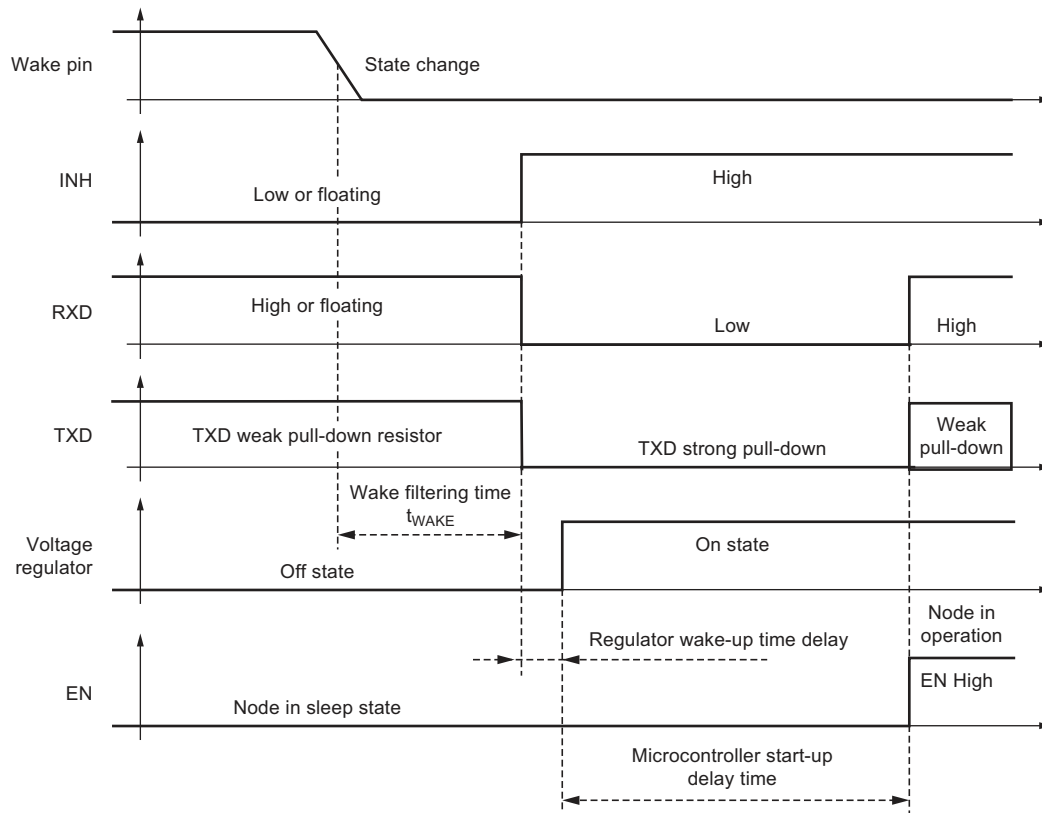 Wake pin
State change
INH
Low or floating
High
RXD
High or floating
Low
High
TXD
TXD weak pull-down resistor
TXD strong pull-down
Weak
pull-down
Wake filtering time
tWAKE
Voltage
regulator
Off state
On state
Regulator wake-up time delay
Node in
operation
EN
Node in sleep state
EN High
Microcontroller start-up
delay time